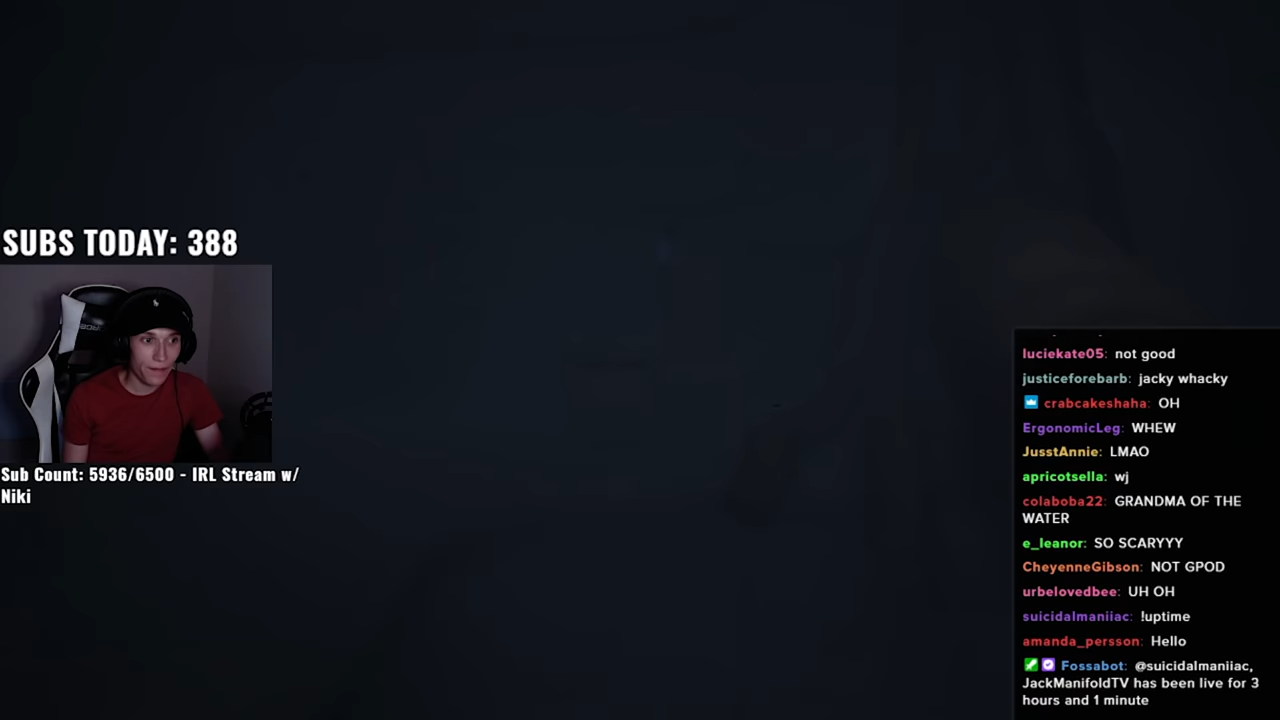 SUBS TODAY: 388
Sub Count: 5936/6500 - IRL Stream w/
Niki
luciekate05: not good
justiceforebarb: jacky whacky
crabcakeshaha: OH
ErgonomicLeg: WHEW
JusstAnnie: LMAO
apricotsella: wj
colaboba22: GRANDMA OF THE
WATER
e_leanor: SO SCARYYY
CheyenneGibson: NOT GPOD
urbelovedbee: UH OH
suicidalmaniiac: !uptime
amanda_persson: Hello
Fossabot: @suicidalmaniiac,
JackManifoldTV has been live for 3
hours and 1 minute